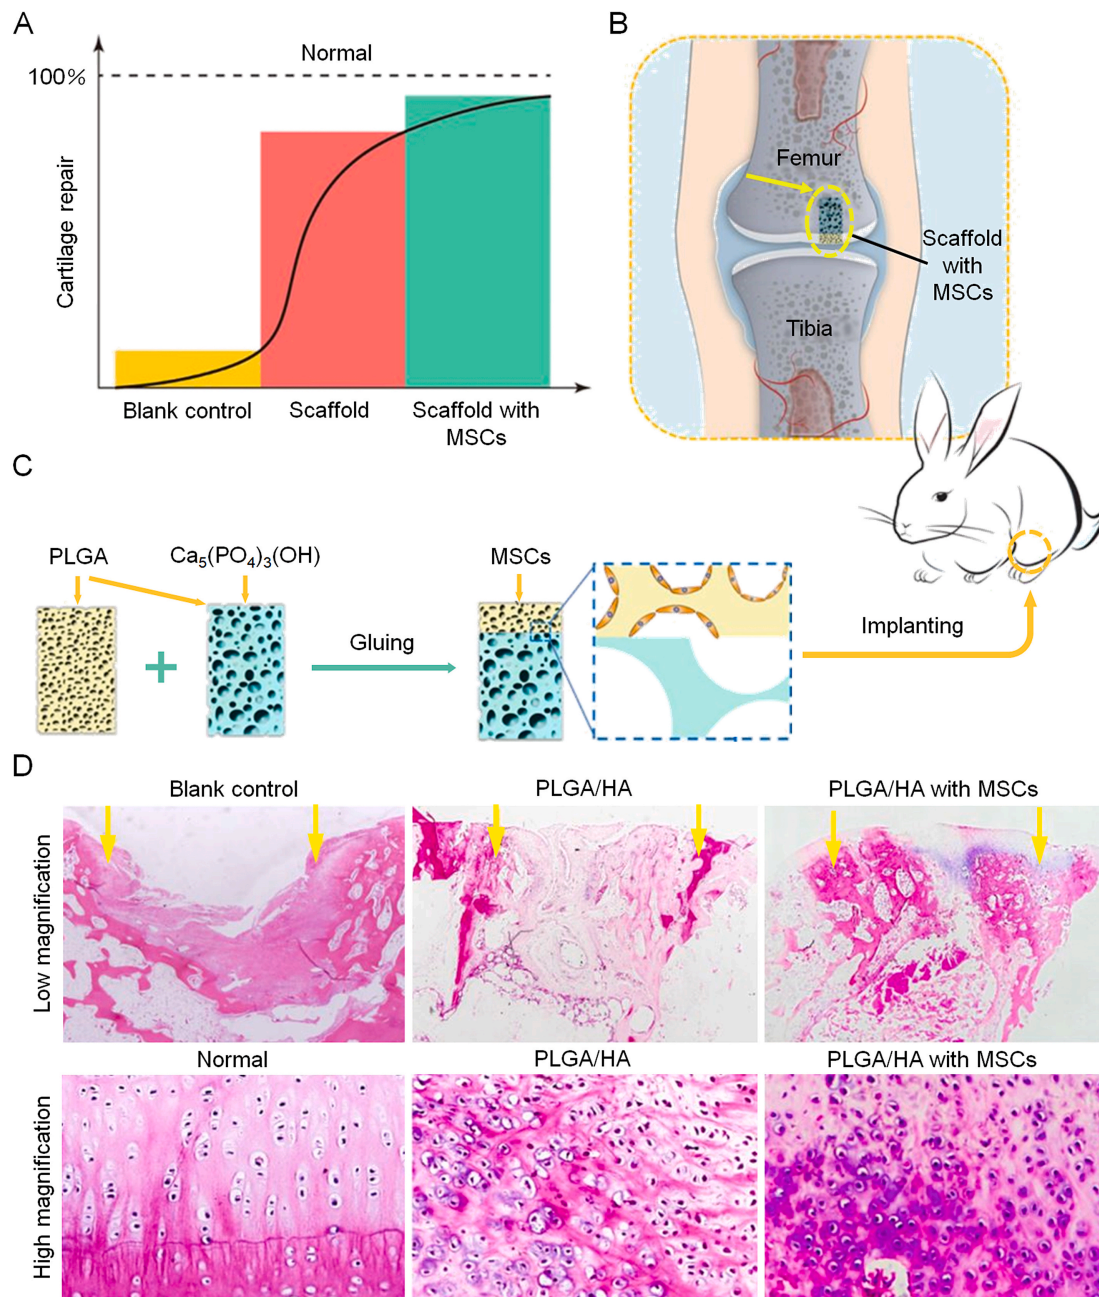 A
Normal
100%
Cartilage repair
Blank control
Scaffold
Scaffold with
MSCs
B
Femur
Scaffold
with
MSCs
Tibia
C
PLGA
Ca5(PO4)3(OH)
MSCs
Gluing
Implanting
D
Blank control
PLGA/HA
PLGA/HA with MSCs
Low magnification
Normal
PLGA/HA
PLGA/HA with MSCs
High magnification